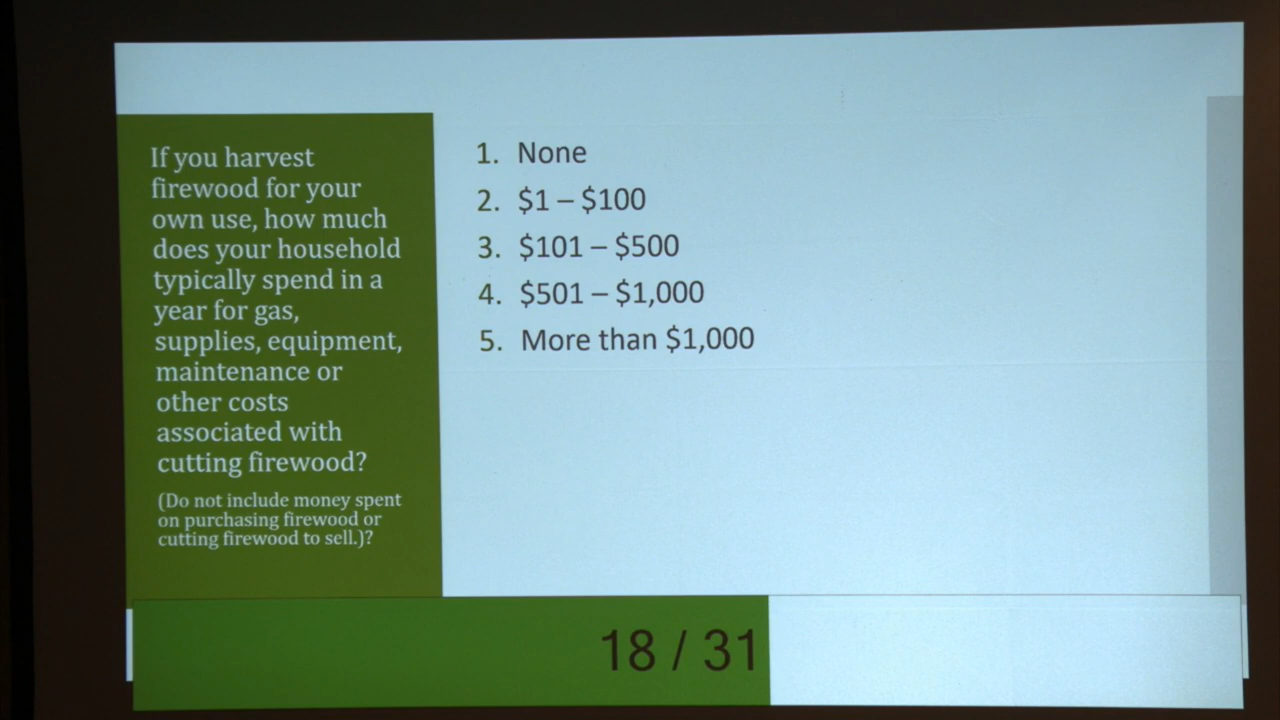 If you harvest
firewood for your
own use, how much
does your household
typically spend in a
year for gas,
supplies, equipment,
maintenance or
other costs
associated with
cutting firewood?
(Do not include money spent
on purchasing firewood or
cutting firewood to sell.)?
1. None
2. $1 – $100
3. $101 – $500
4. $501 – $1,000
5. More than $1,000
18 / 31